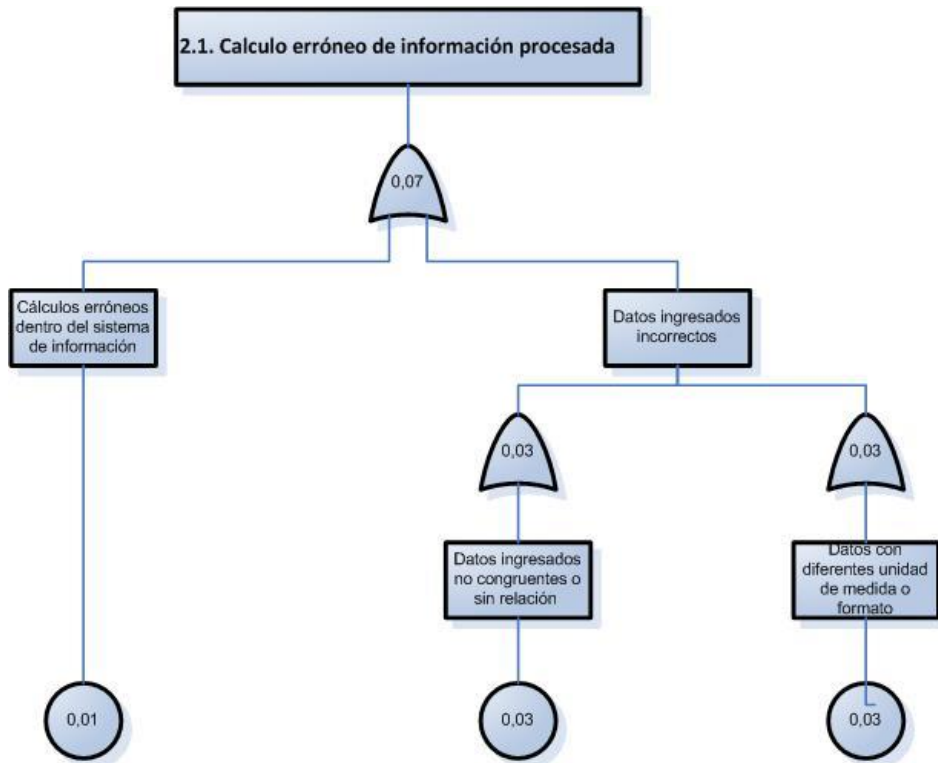 2.1. Calculo erróneo de información procesada
0,07
Cálculos erróneos
dentro del sistema
de información
Datos ingresados
incorrectos
0,03
0,03
Datos ingresados
no congruentes o
sin relación
Datos con
diferentes unidad
de medida o
formato
0,01
0,03
0,03